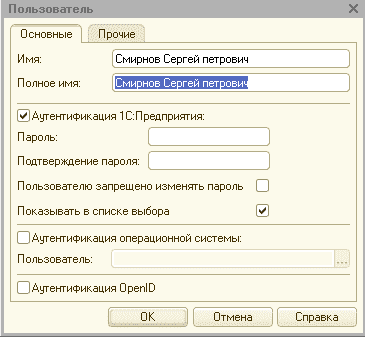 Пользователь
Основные Прочие
Имя: Смирнов Сергей петрович
Полное имя: Смирнов Сергей петрович
Аутентификация 1С:Предприятия:
Пароль:
Подтверждение пароля:
Пользователю запрещено изменять пароль
Показывать в списке выбора
Аутентификация операционной системы:
Пользователь: ...
Аутентификация OpenID
OK Отмена Справка